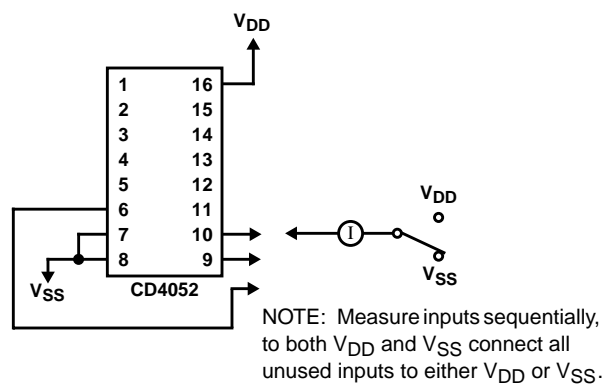 VDD
1 16
2 15
3 14
4 13
5 12
6 11
7 10
8 9
VSS
CD4052
I
VDD
VSS
NOTE: Measure inputs sequentially,
to both VDD and VSS connect all
unused inputs to either VDD or VSS.